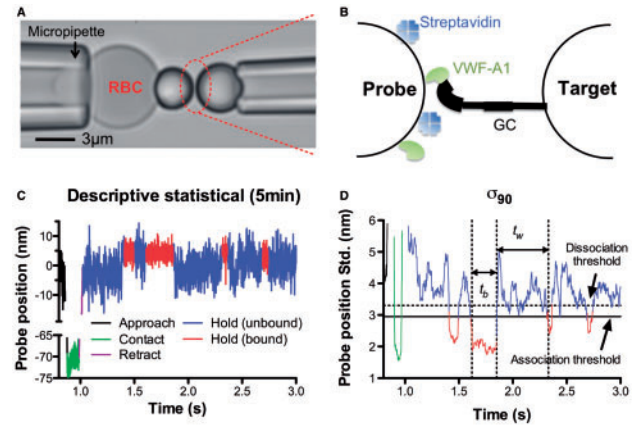 A
Micropipette
RBC
3μm
B
Streptavidin
VWF-A1
Probe
Target
GC
C
Descriptive statistical (5min)
Probe position (nm)
10
0
-10
-65
-70
-75
Approach
Contact
Retract
Hold (unbound)
Hold (bound)
1.0
1.5
2.0
2.5
3.0
Time (s)
D
σ90
Probe position Std. (nm)
6
5
4
3
2
1
tw
tb
Dissociation
threshold
Association threshold
1.0
1.5
2.0
2.5
3.0
Time (s)